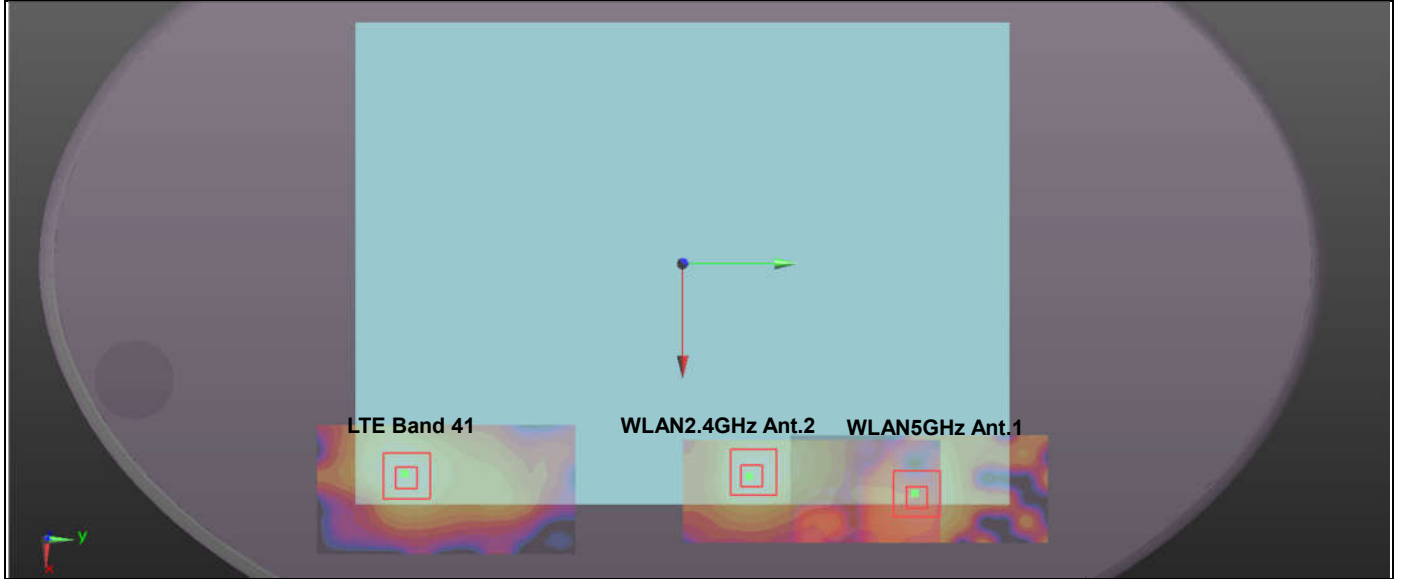 LTE Band 41
WLAN2.4GHz Ant.2
WLAN5GHz Ant.1
y
x